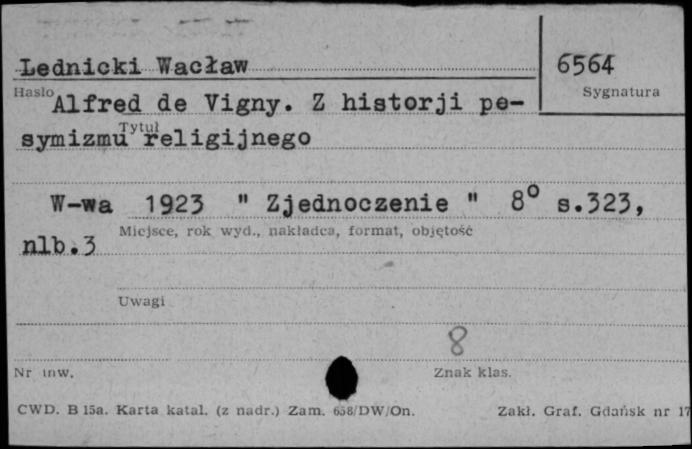 Lednicki Wacław
6564
Hasło
Sygnatura
Alfred de Vigny. Z historji pe-
symizmu religijnego
Tytuł
W-wa 1923 " Zjednoczenie " 8⁰ s.323,
Miejsce, rok wyd., nakładca, format, objętość
nlb.3
Uwagi
8
Nr inw.
Znak klas.
CWD. B 15a. Karta katal. (z nadr.) Zam. 658/DW/On.
Zakł. Graf. Gdańsk nr 17